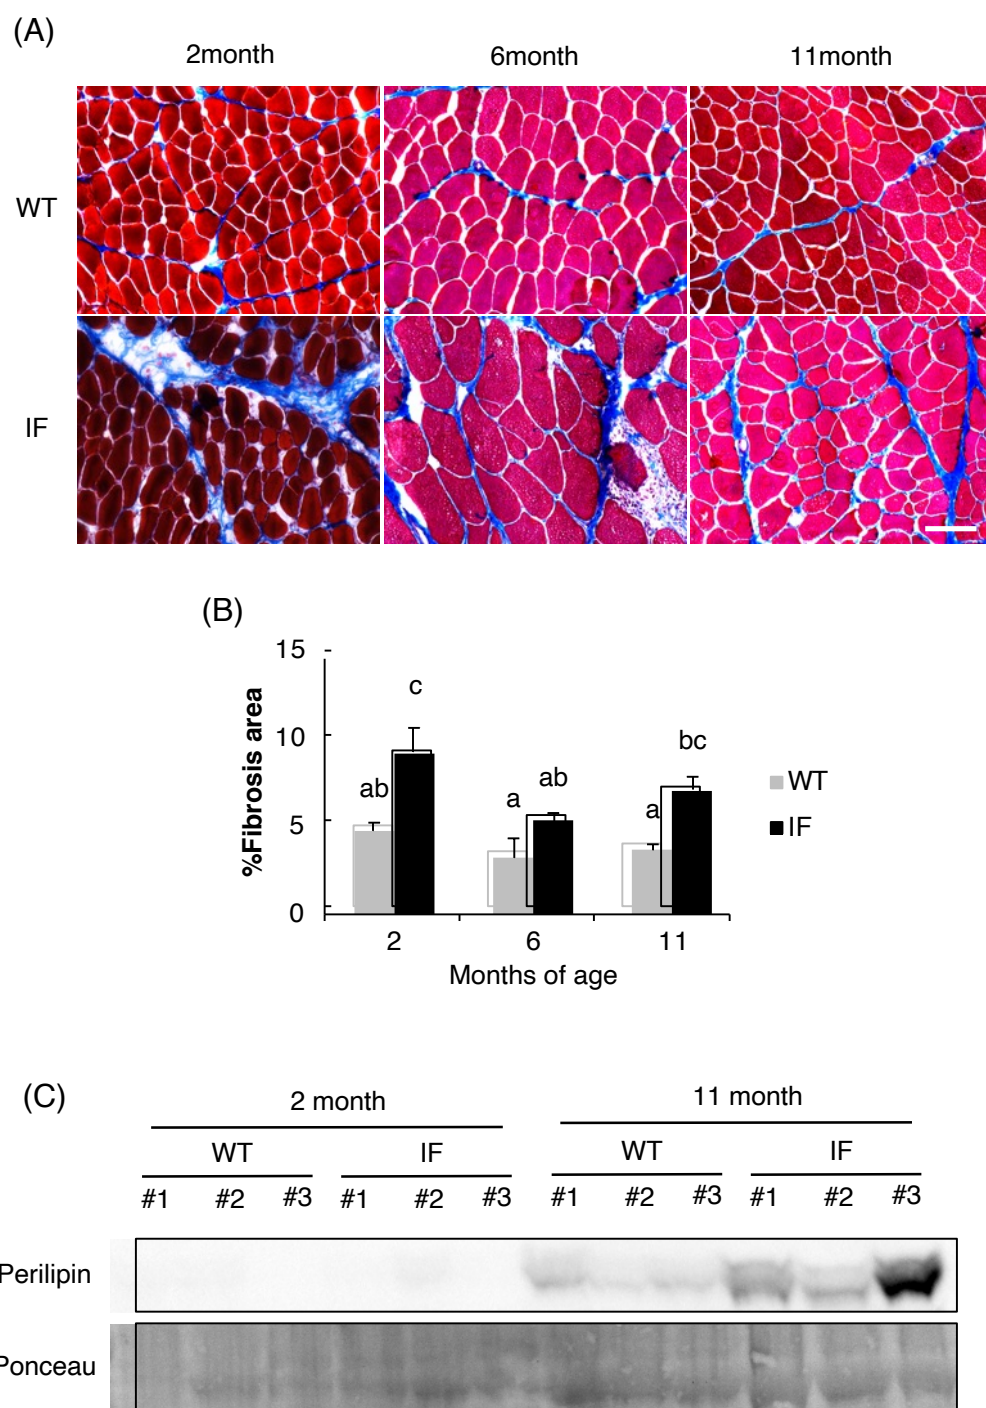 (A)
2month 6month 11month
WT
IF
(B)
15
10
5
0
%Fibrosis area
ab c a ab a bc
WT
IF
2 6 11
Months of age
(C)
2 month 11 month
WT IF WT IF
#1 #2 #3 #1 #2 #3 #1 #2 #3 #1 #2 #3
Perilipin
Ponceau